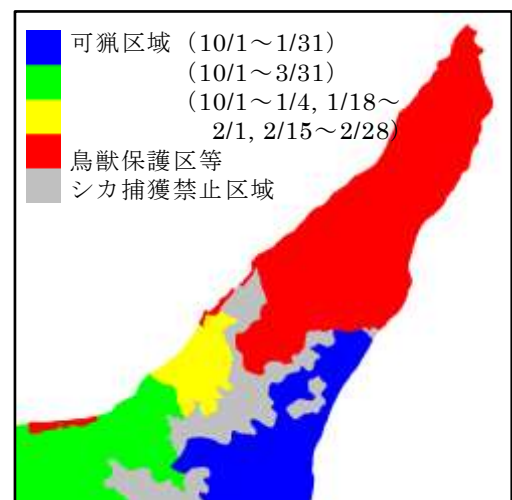 可猟区域（10/1～1/31）
（10/1～3/31）
（10/1～1/4, 1/18～
2/1, 2/15～2/28）
鳥獣保護区等
シカ捕獲禁止区域